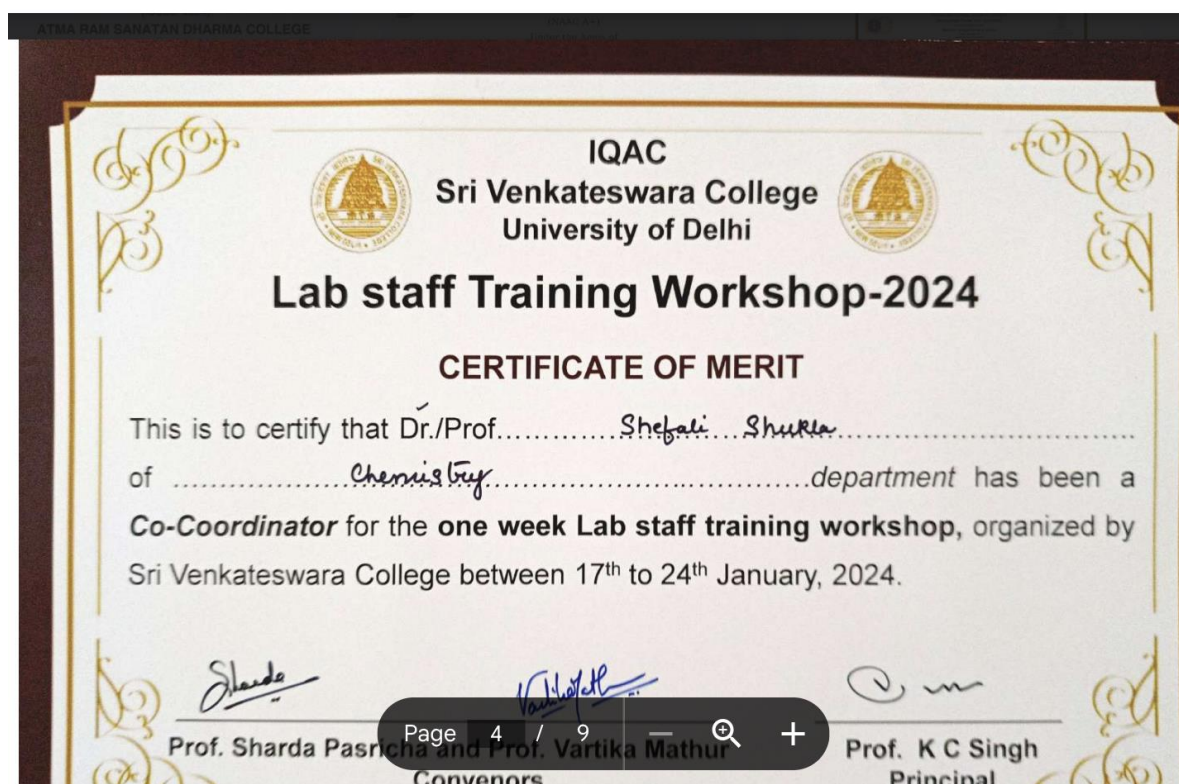 ATMA RAM SANATAN DHARMA COLLEGE
IQAC
Sri Venkateswara College
University of Delhi
Lab staff Training Workshop-2024
CERTIFICATE OF MERIT
This is to certify that Dr./Prof.............Shefali...Shukla.................................
of ..................Chemistry.................................department has been a
Co-Coordinator for the one week Lab staff training workshop, organized by
Sri Venkateswara College between 17th to 24th January, 2024.
Sharda
Page 4 / 9
Prof. Sharda Pasricha and Prof. Vartika Mathur
Prof. K C Singh
Convenors
Principal